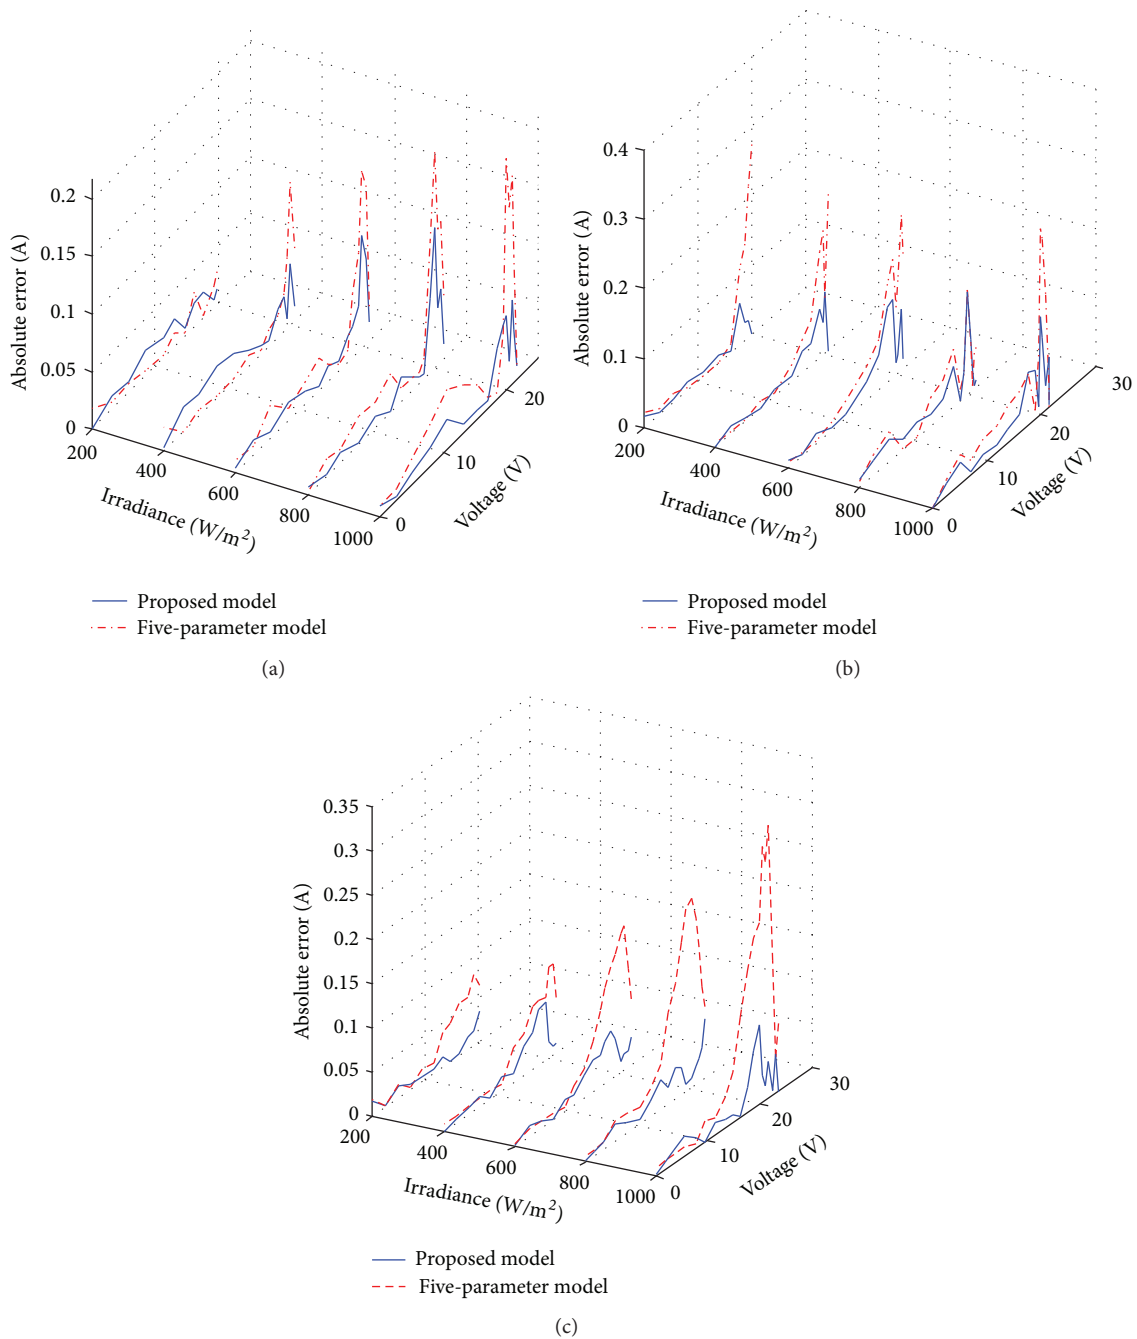 0.2
0.15
0.1
0.05
0
Absolute error (A)
200
400
600
800
1000
Irradiance (W/m²)
0
10
20
Voltage (V)
Proposed model
Five-parameter model
(a)
0.4
0.3
0.2
0.1
0
Absolute error (A)
200
400
600
800
1000
Irradiance (W/m²)
0
10
20
30
Voltage (V)
Proposed model
Five-parameter model
(b)
0.35
0.3
0.25
0.2
0.15
0.1
0.05
0
Absolute error (A)
200
400
600
800
1000
Irradiance (W/m²)
0
10
20
30
Voltage (V)
Proposed model
Five-parameter model
(c)